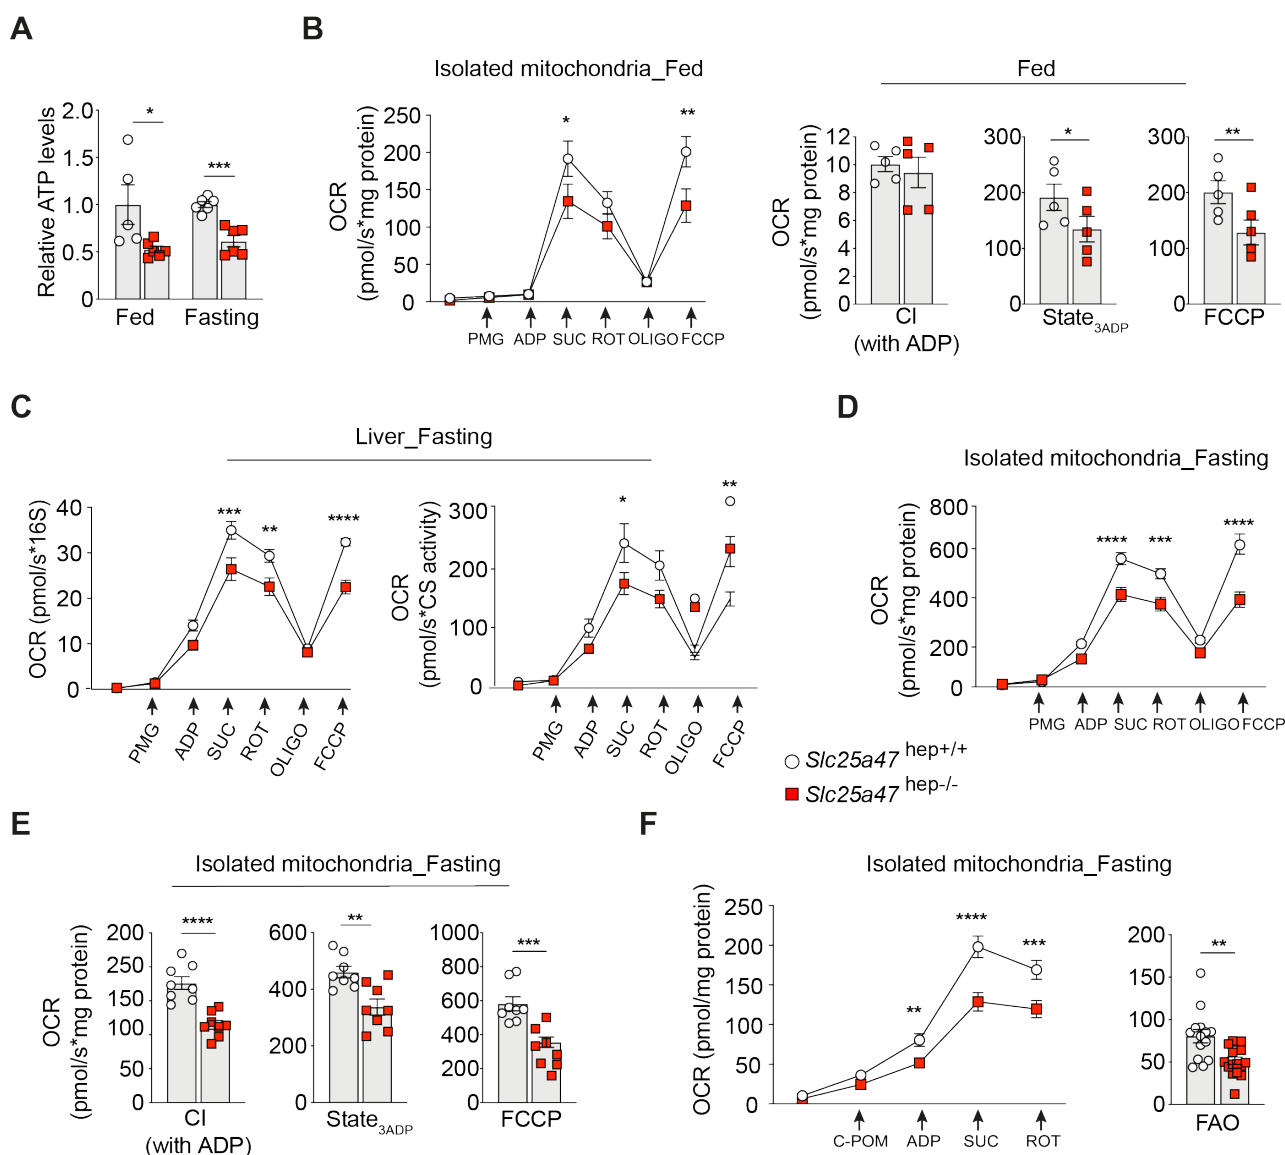 A
Relative ATP levels
2.0
1.5
1.0
0.5
0
*
***
Fed
Fasting
B
Isolated mitochondria_Fed
OCR
(pmol/s*mg protein)
250
200
150
100
50
0
*
**
PMG
ADP
SUC
ROT
OLIGO
FCCP
Fed
OCR
(pmol/s*mg protein)
12
10
8
6
4
2
0
CI
(with ADP)
300
200
100
0
*
State3ADP
300
200
100
0
**
FCCP
C
Liver_Fasting
OCR (pmol/s*16S)
40
30
20
10
0
***
**
****
PMG
ADP
SUC
ROT
OLIGO
FCCP
OCR
(pmol/s*CS activity)
300
200
100
0
*
**
PMG
ADP
SUC
ROT
OLIGO
FCCP
D
Isolated mitochondria_Fasting
OCR
(pmol/s*mg protein)
800
600
400
200
0
****
***
****
PMG
ADP
SUC
ROT
OLIGO
FCCP
Slc25a47 hep+/+
Slc25a47 hep-/-
E
Isolated mitochondria_Fasting
OCR
(pmol/s*mg protein)
200
250
150
100
50
0
****
CI
(with ADP)
600
400
200
0
**
State3ADP
1000
800
600
400
200
0
***
FCCP
F
Isolated mitochondria_Fasting
OCR (pmol/mg protein)
250
200
150
100
50
0
**
****
***
C-POM
ADP
SUC
ROT
200
150
100
50
0
**
FAO